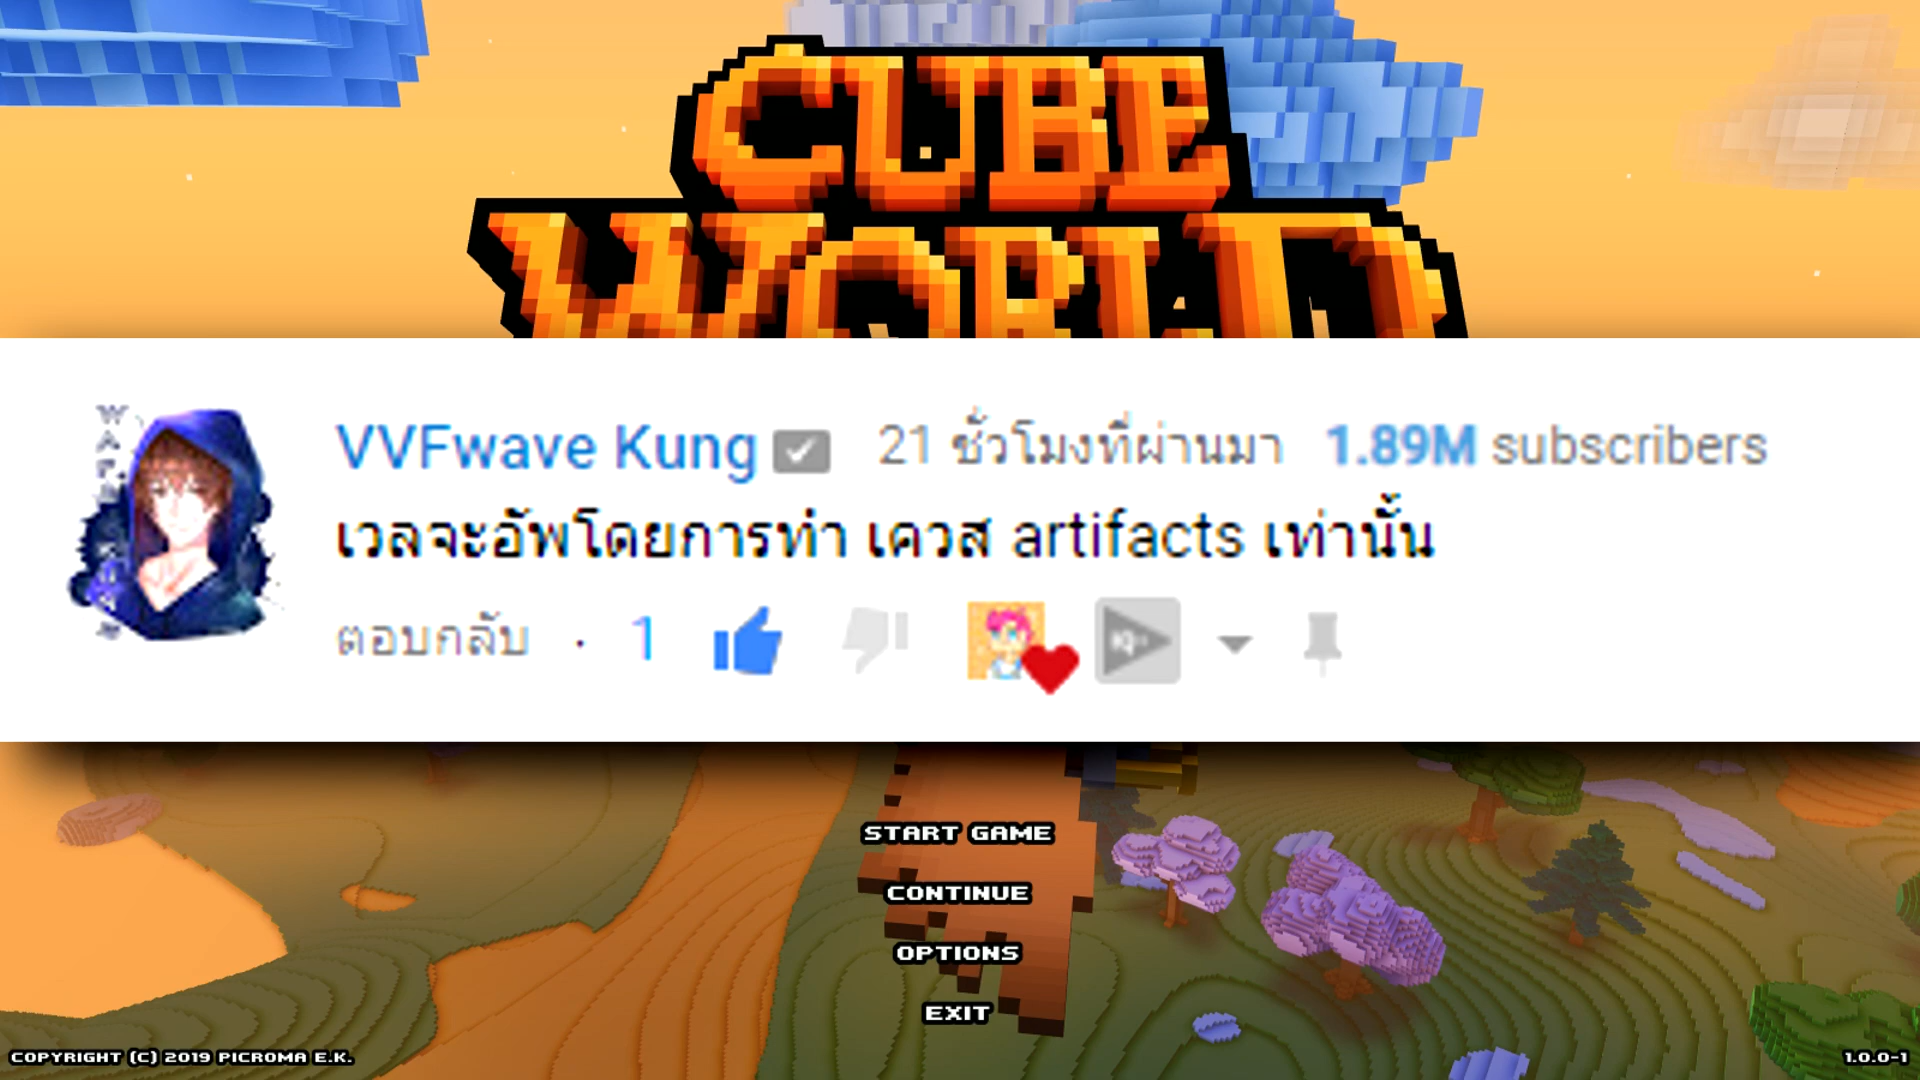 CUBE
WORLD
VVFwave Kung 21 ชั่วโมงที่ผ่านมา 1.89M subscribers
เวลจะอัพโดยการทำ เควส artifacts เท่านั้น
ตอบกลับ · 1
START GAME
CONTINUE
OPTIONS
EXIT
COPYRIGHT (C) 2019 PICROMA E.K.
1.0.0-1